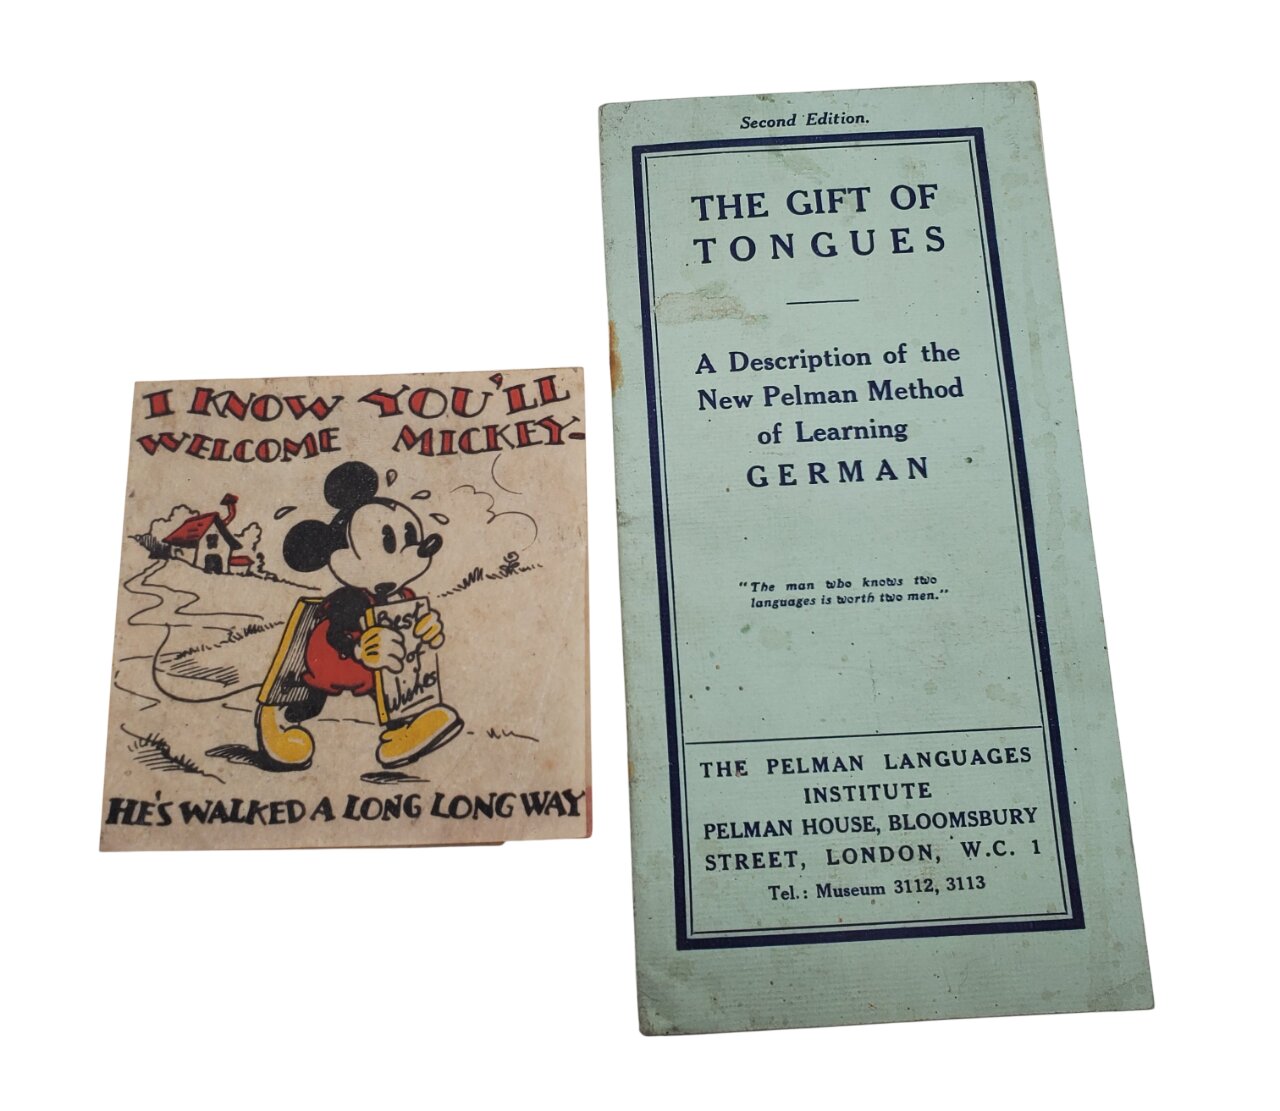 I KNOW YOU'LL
WELCOME MICKEY-
Best
of
Wishes
HE'S WALKED A LONG LONG WAY
Second Edition.
THE GIFT OF
TONGUES
A Description of the
New Pelman Method
of Learning
GERMAN
"The man who knows two
languages is worth two men."
THE PELMAN LANGUAGES
INSTITUTE
PELMAN HOUSE, BLOOMSBURY
STREET, LONDON, W.C. 1
Tel.: Museum 3112, 3113